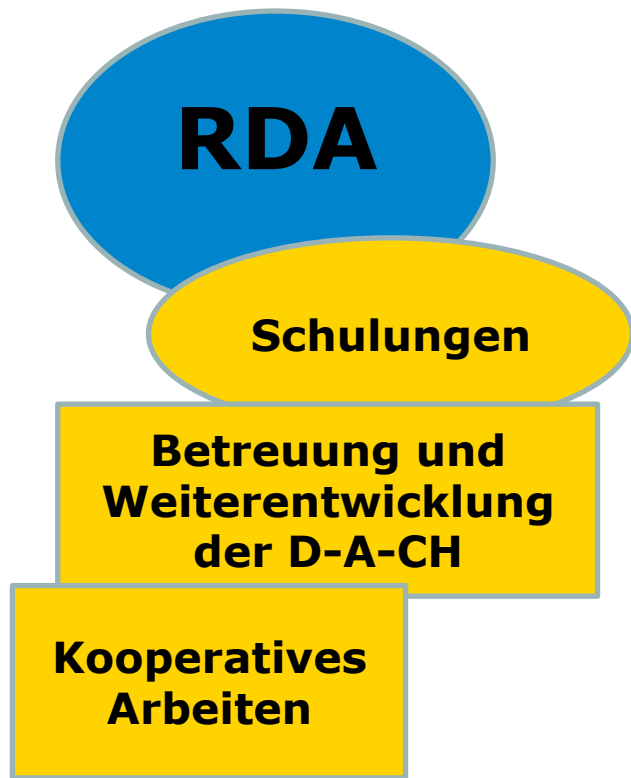 RDA
Schulungen
Betreuung und
Weiterentwicklung
der D-A-CH
Kooperatives
Arbeiten